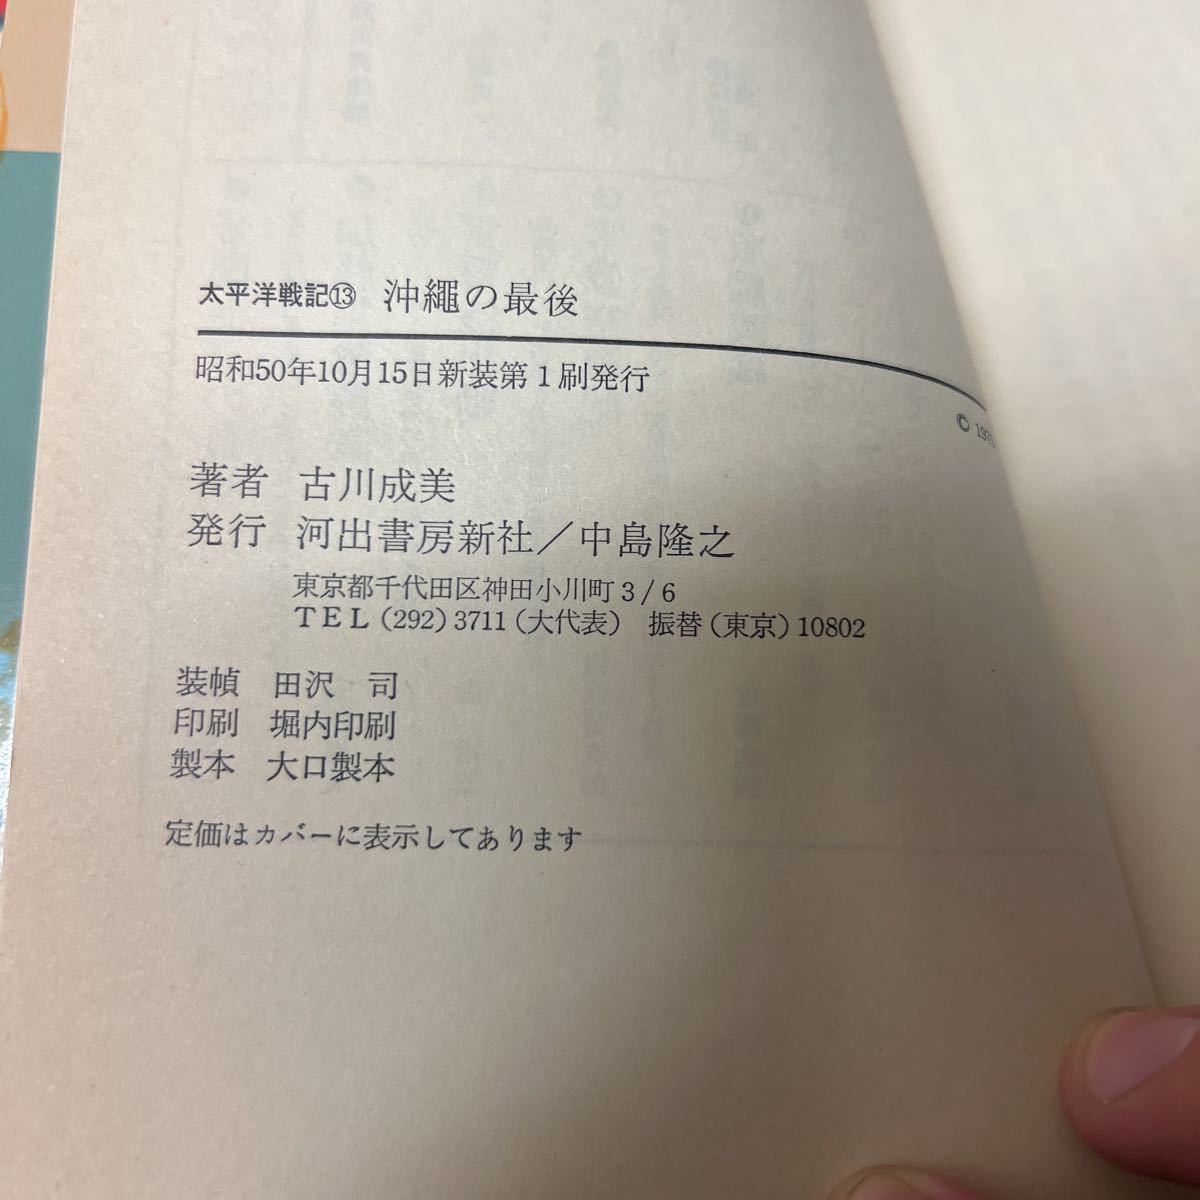 太平洋戦記⑬ 沖繩の最後
昭和50年10月15日新装第1刷発行
©
著者 古川成美
発行 河出書房新社/中島隆之
東京都千代田区神田小川町3/6
TEL(292)3711(大代表) 振替(東京)10802
装幀 田沢 司
印刷 堀内印刷
製本 大口製本
定価はカバーに表示してあります